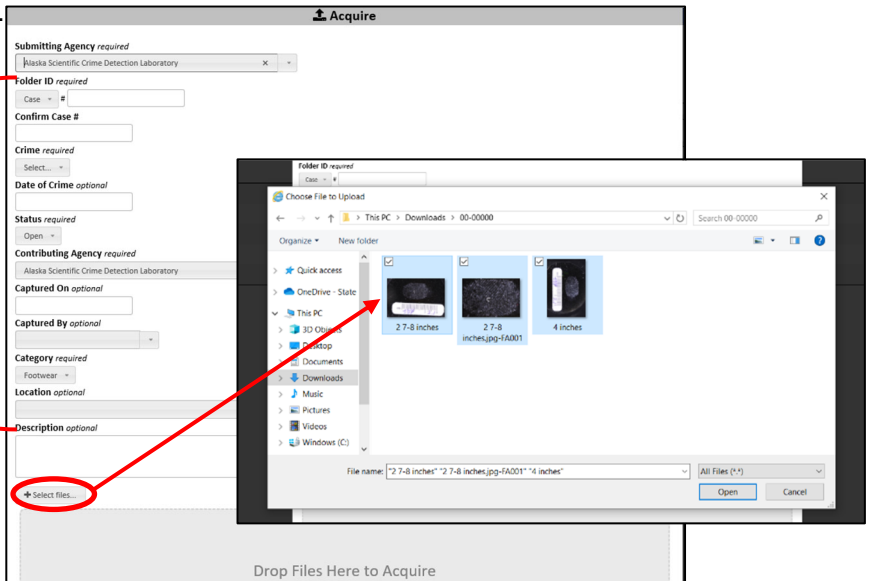 Acquire
Submitting Agency required
Alaska Scientific Crime Detection Laboratory ×
Folder ID required
Case #
Confirm Case #
Crime required
Select...
Date of Crime optional
Status required
Open
Contributing Agency required
Alaska Scientific Crime Detection Laboratory
Captured On optional
Captured By optional
Category required
Footwear
Location optional
Description optional
+ Select files...
Drop Files Here to Acquire
Folder ID required
Case #
Choose File to Upload
This PC > Downloads > 00-00000
Search 00-00000
Organize New folder
Quick access
OneDrive - State
This PC
3D Objects
Desktop
Documents
Downloads
Music
Pictures
Videos
Windows (C:)
2 7-8 inches
2 7-8
inches.jpg-FA001
4 inches
File name: "2 7-8 inches" "2 7-8 inches.jpg-FA001" "4 inches"
All Files (*.*)
Open Cancel